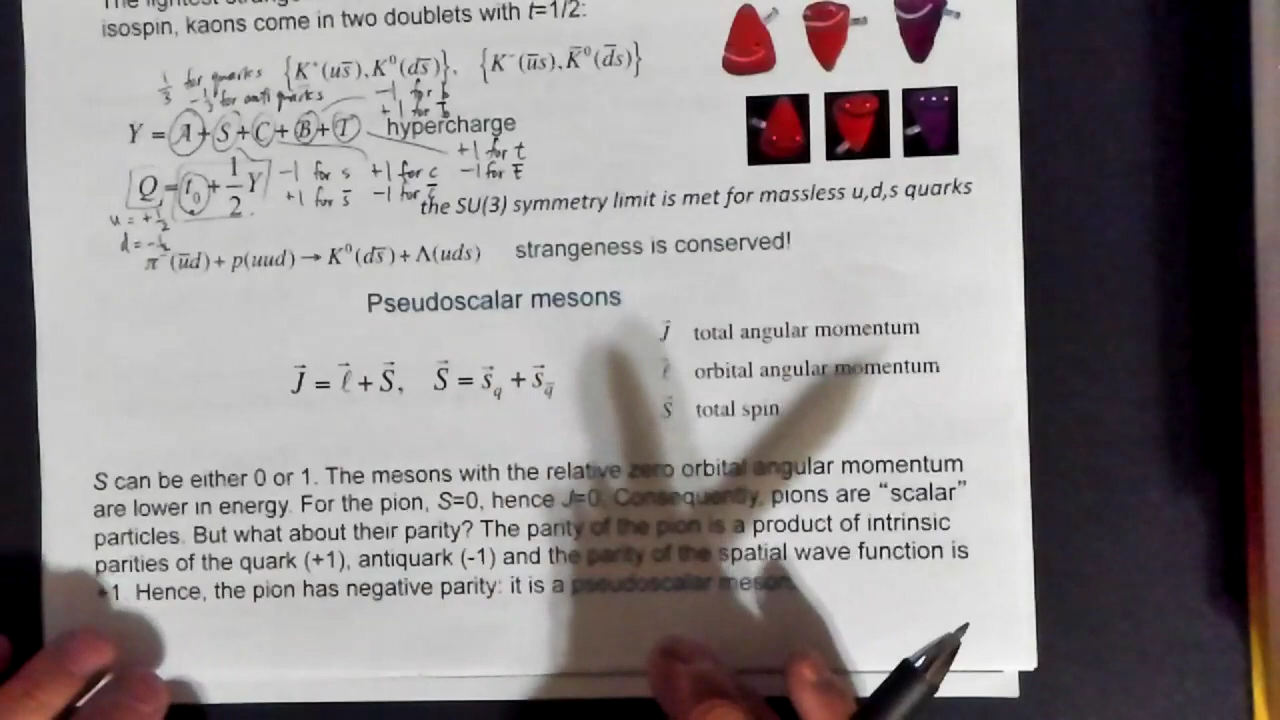 isospin, kaons come in two doublets with t=1/2:
1/3 for quarks {K⁺(us̅), K⁰(ds̅)}, {K⁻(u̅s), K̅⁰(d̅s)}
-1/3 for anti quarks -1 for b
+1 for b̅
Y = A+S+C+B+T hypercharge
+1 for t
Q = t₀ + 1/2 Y -1 for s +1 for c -1 for t̅
+1 for s̅ -1 for c̅
the SU(3) symmetry limit is met for massless u,d,s quarks
u = +1/2
d = -1/2
π⁻(u̅d) + p(uud) → K⁰(ds̅) + Λ(uds) strangeness is conserved!
Pseudoscalar mesons
J⃗ total angular momentum
J⃗ = ℓ⃗ + S⃗, S⃗ = s⃗_q + s⃗_q̅
ℓ⃗ orbital angular momentum
S⃗ total spin
S can be either 0 or 1. The mesons with the relative zero orbital angular momentum
are lower in energy. For the pion, S=0, hence J=0. Consequently, pions are “scalar”
particles. But what about their parity? The parity of the pion is a product of intrinsic
parities of the quark (+1), antiquark (-1) and the parity of the spatial wave function is
+1. Hence, the pion has negative parity: it is a pseudoscalar meson.